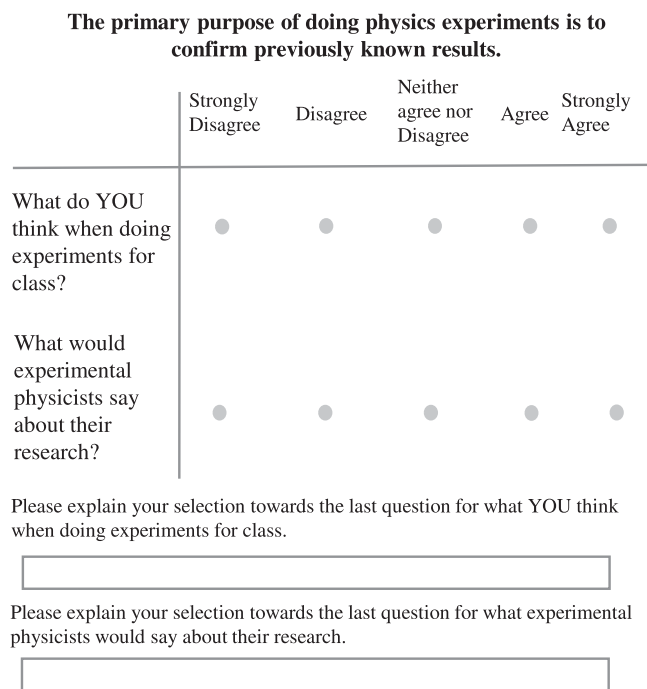 The primary purpose of doing physics experiments is to
confirm previously known results.
Strongly
Disagree
Disagree
Neither
agree nor
Disagree
Agree
Strongly
Agree
What do YOU
think when doing
experiments for
class?
What would
experimental
physicists say
about their
research?
Please explain your selection towards the last question for what YOU think
when doing experiments for class.
Please explain your selection towards the last question for what experimental
physicists would say about their research.